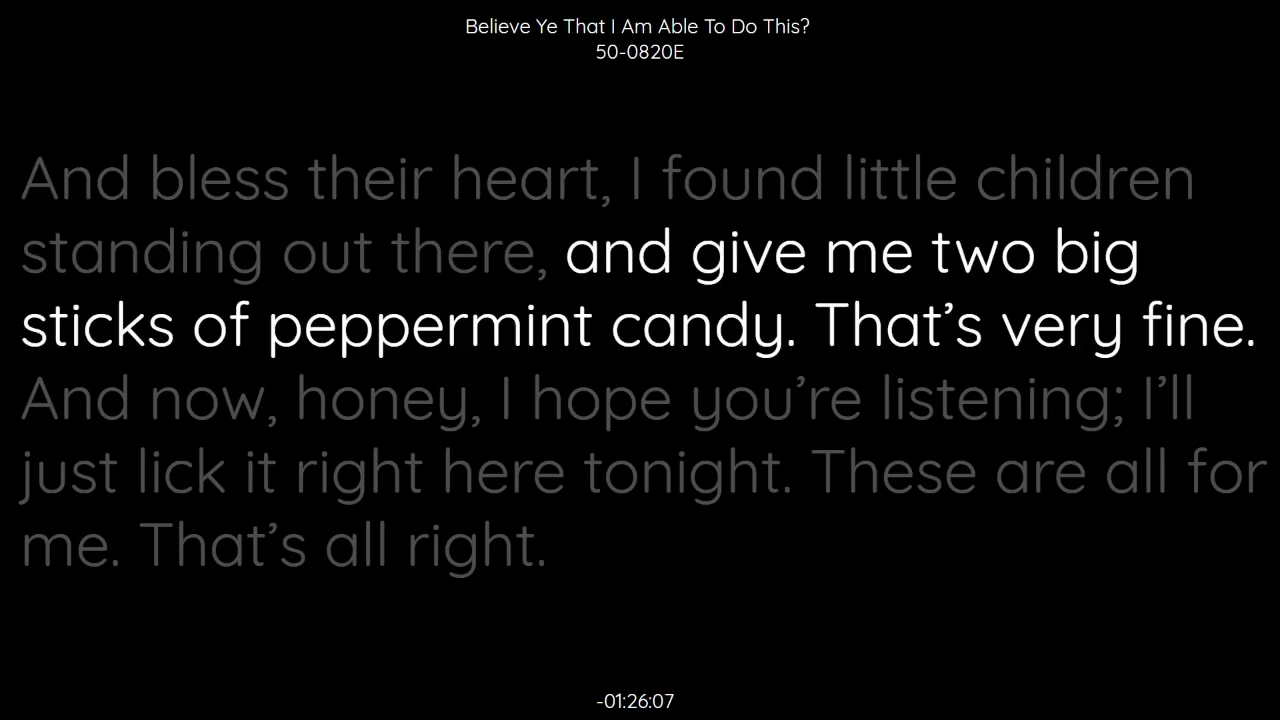 Believe Ye That I Am Able To Do This?
50-0820E
And bless their heart, I found little children
standing out there, and give me two big
sticks of peppermint candy. That’s very fine.
And now, honey, I hope you’re listening; I’ll
just lick it right here tonight. These are all for
me. That’s all right.
-01:26:07